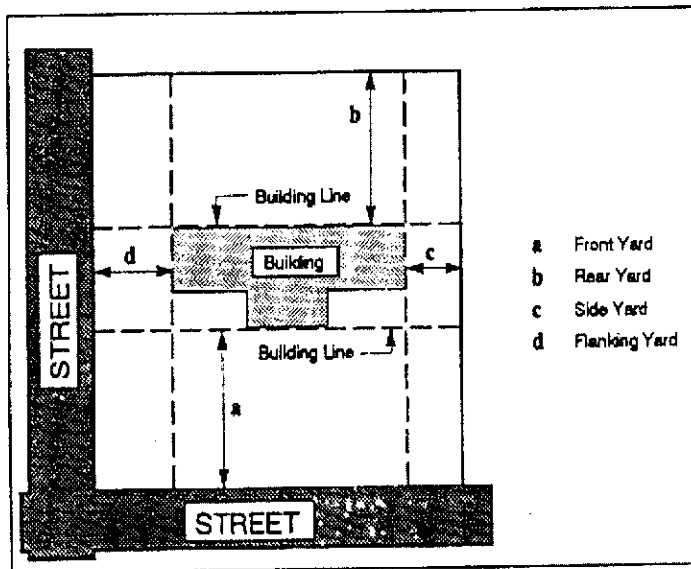 b
Building Line
d
Building
c
a Front Yard
b Rear Yard
c Side Yard
d Flanking Yard
STREET
Building Line
a
STREET